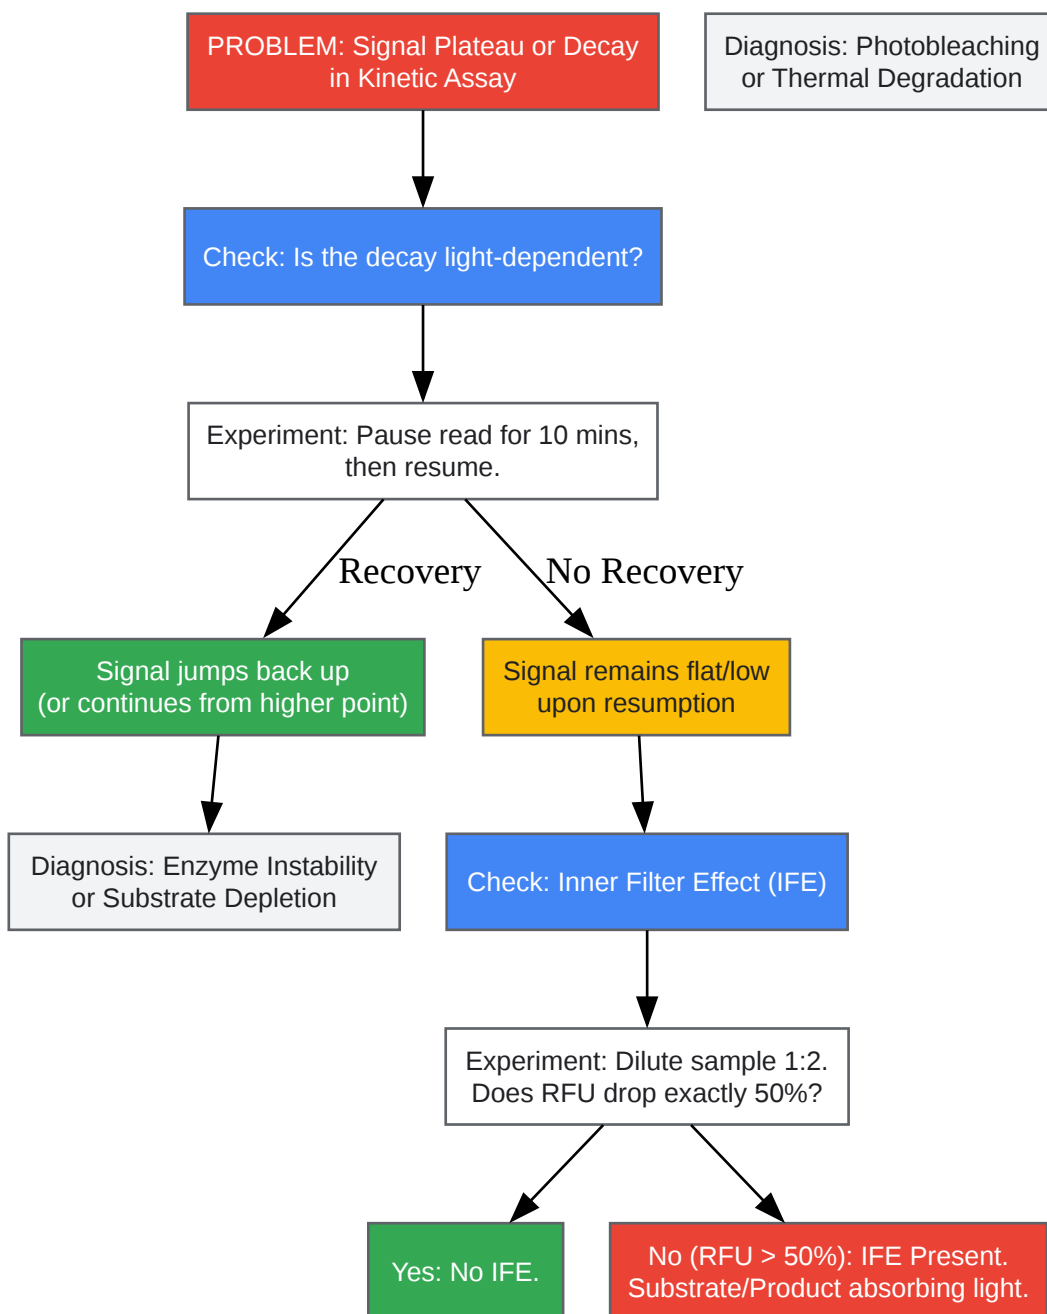 PROBLEM: Signal Plateau or Decay
in Kinetic Assay
Diagnosis: Photobleaching
or Thermal Degradation
Check: Is the decay light-dependent?
Experiment: Pause read for 10 mins,
then resume.
Recovery
No Recovery
Signal jumps back up
(or continues from higher point)
Signal remains flat/low
upon resumption
Diagnosis: Enzyme Instability
or Substrate Depletion
Check: Inner Filter Effect (IFE)
Experiment: Dilute sample 1:2.
Does RFU drop exactly 50%?
Yes: No IFE.
No (RFU > 50%): IFE Present.
Substrate/Product absorbing light.